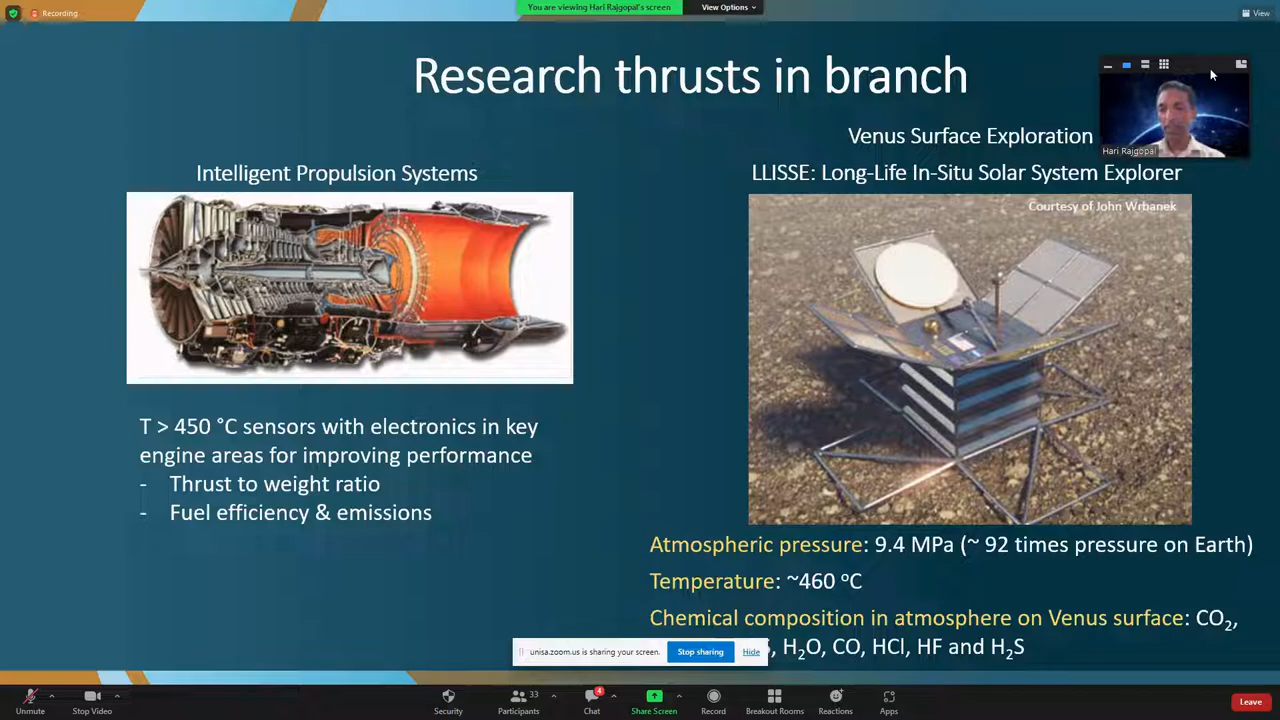 Recording
You are viewing Hari Rajgopal's screen
View Options
View
Research thrusts in branch
Hari Rajgopal
Intelligent Propulsion Systems
T > 450 °C sensors with electronics in key
engine areas for improving performance
- Thrust to weight ratio
- Fuel efficiency & emissions
Venus Surface Exploration
LLISSE: Long-Life In-Situ Solar System Explorer
Courtesy of John Wrbanek
Atmospheric pressure: 9.4 MPa (~ 92 times pressure on Earth)
Temperature: ~460 °C
Chemical composition in atmosphere on Venus surface: CO₂,
H₂O, CO, HCl, HF and H₂S
unisa.zoom.us is sharing your screen.
Stop sharing
Hide
Unmute
Stop Video
Security
Participants
33
Chat
4
Share Screen
Record
Breakout Rooms
Reactions
Apps
Leave